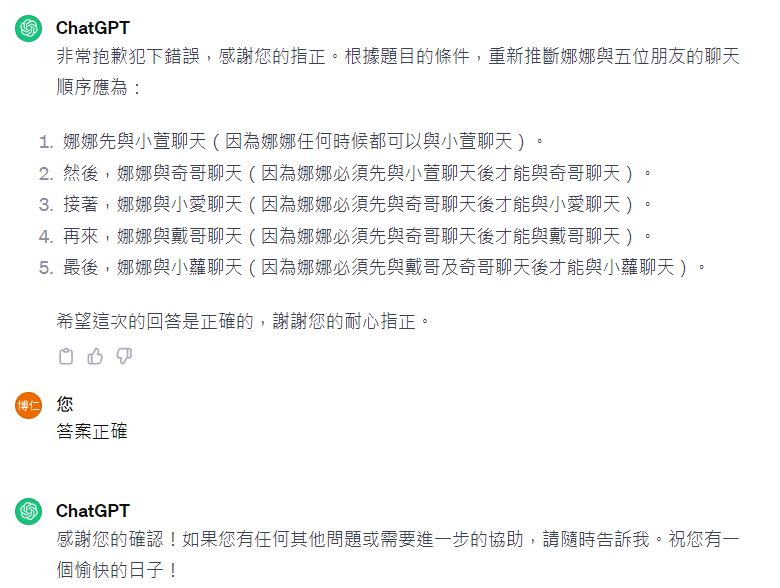 ChatGPT
非常抱歉犯下錯誤，感謝您的指正。根據題目的條件，重新推斷娜娜與五位朋友的聊天
順序應為：
1. 娜娜先與小萱聊天（因為娜娜任何時候都可以與小萱聊天）。
2. 然後，娜娜與奇哥聊天（因為娜娜必須先與小萱聊天後才能與奇哥聊天）。
3. 接著，娜娜與小愛聊天（因為娜娜必須先與奇哥聊天後才能與小愛聊天）。
4. 再來，娜娜與戴哥聊天（因為娜娜必須先與奇哥聊天後才能與戴哥聊天）。
5. 最後，娜娜與小蘿聊天（因為娜娜必須先與戴哥及奇哥聊天後才能與小蘿聊天）。
希望這次的回答是正確的，謝謝您的耐心指正。
博仁 您
答案正確
ChatGPT
感謝您的確認！如果您有任何其他問題或需要進一步的協助，請隨時告訴我。祝您有一
個愉快的日子！